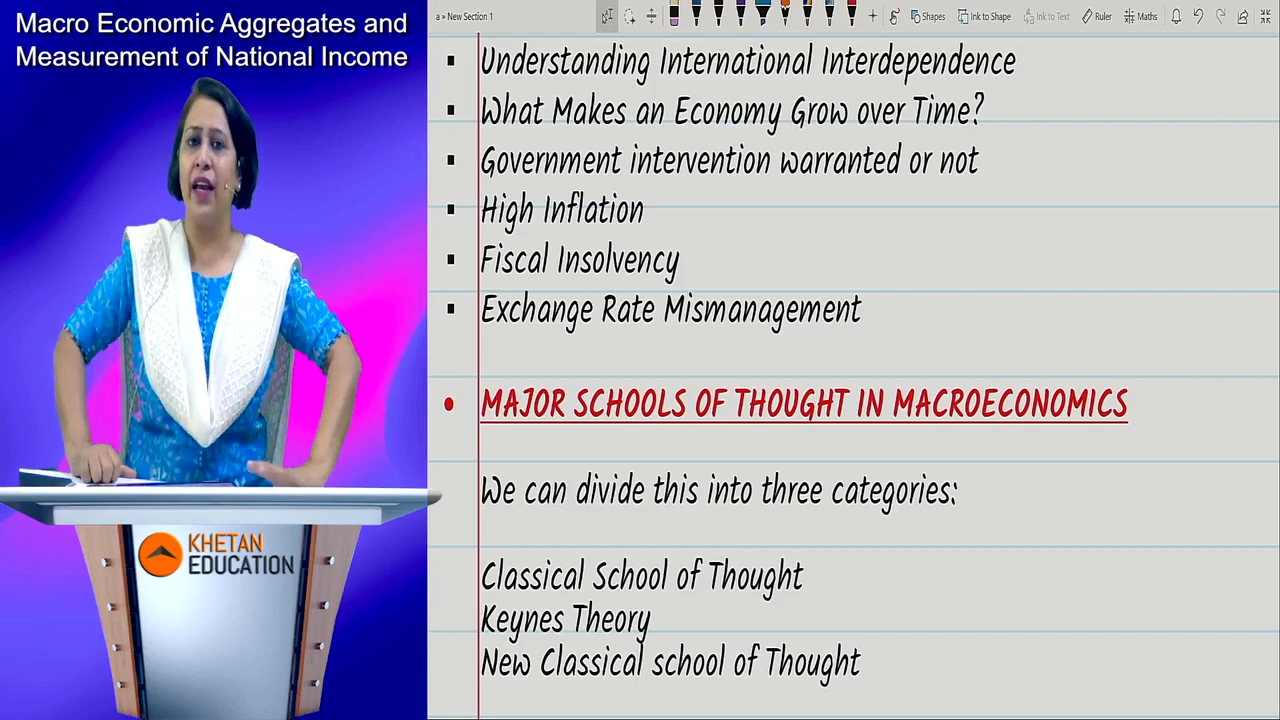 Macro Economic Aggregates and
Measurement of National Income
a » New Section 1
Shapes
Ink to Shape
Ink to Text
Ruler
Maths
▪ Understanding International Interdependence
▪ What Makes an Economy Grow over Time?
▪ Government intervention warranted or not
▪ High Inflation
▪ Fiscal Insolvency
▪ Exchange Rate Mismanagement
• MAJOR SCHOOLS OF THOUGHT IN MACROECONOMICS
We can divide this into three categories:
Classical School of Thought
Keynes Theory
New Classical school of Thought
KHETAN
EDUCATION